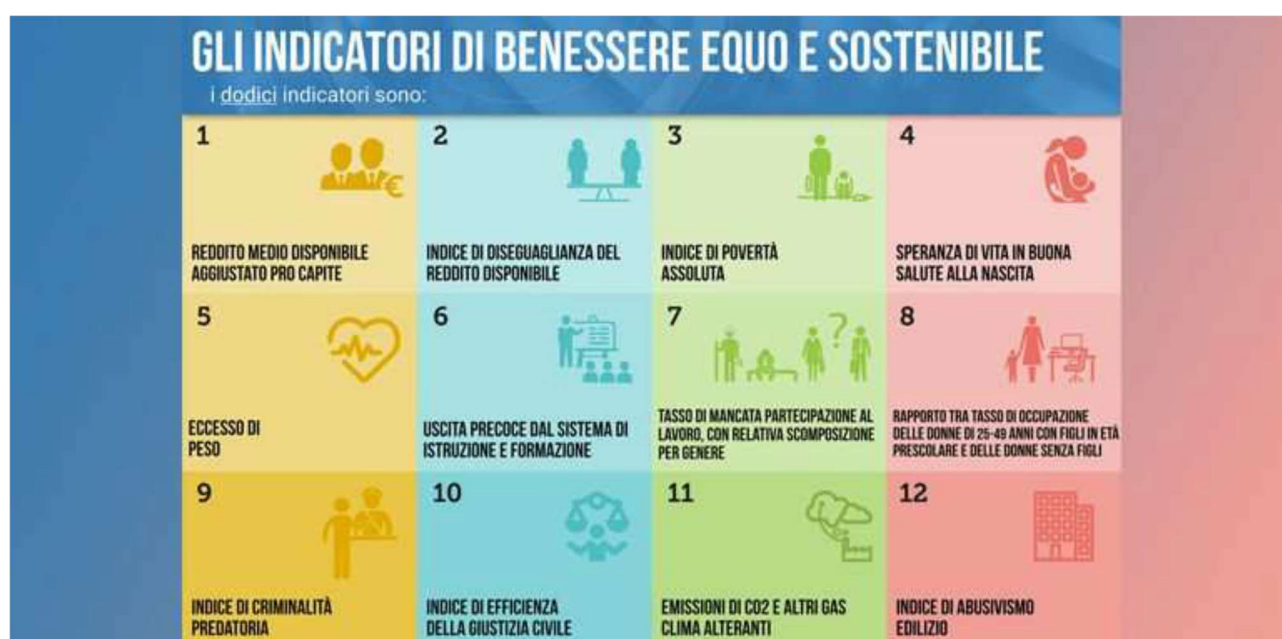 GLI INDICATORI DI BENESSERE EQUO E SOSTENIBILE
i dodici indicatori sono:
1
REDDITO MEDIO DISPONIBILE
AGGIUSTATO PRO CAPITE
2
INDICE DI DISEGUAGLIANZA DEL
REDDITO DISPONIBILE
3
INDICE DI POVERTÀ
ASSOLUTA
4
SPERANZA DI VITA IN BUONA
SALUTE ALLA NASCITA
5
ECCESSO DI
PESO
6
USCITA PRECOCE DAL SISTEMA DI
ISTRUZIONE E FORMAZIONE
7
?
TASSO DI MANCATA PARTECIPAZIONE AL
LAVORO, CON RELATIVA SCOMPOSIZIONE
PER GENERE
8
RAPPORTO TRA TASSO DI OCCUPAZIONE
DELLE DONNE DI 25-49 ANNI CON FIGLI IN ETÀ
PRESCOLARE E DELLE DONNE SENZA FIGLI
9
INDICE DI CRIMINALITÀ
PREDATORIA
10
INDICE DI EFFICIENZA
DELLA GIUSTIZIA CIVILE
11
EMISSIONI DI CO2 E ALTRI GAS
CLIMA ALTERANTI
12
INDICE DI ABUSIVISMO
EDILIZIO